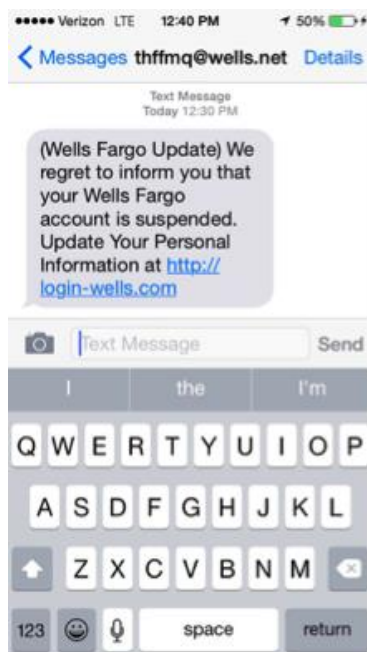 Verizon LTE 12:40 PM 50%
Messages thffmq@wells.net Details
Text Message
Today 12:30 PM
(Wells Fargo Update) We
regret to inform you that
your Wells Fargo
account is suspended.
Update Your Personal
Information at http://
login-wells.com
Text Message Send
I the I'm
Q W E R T Y U I O P
A S D F G H J K L
Z X C V B N M
123 space return